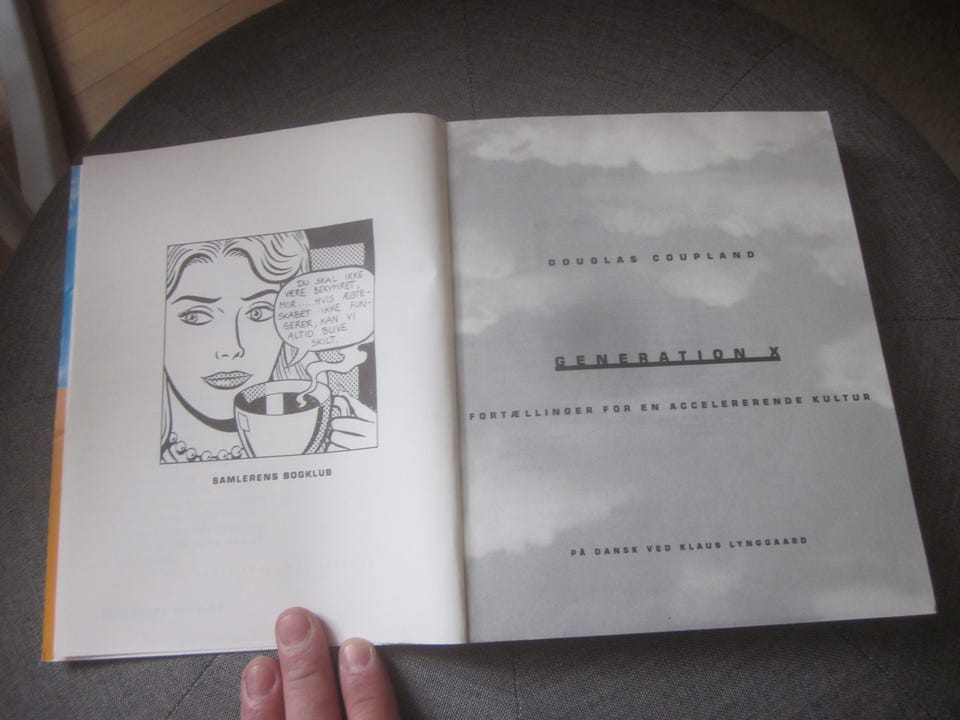 DU SKAL IKKE
VÆRE BEKYMRET,
MOR.... HVIS ÆGTE-
SKABET IKKE FUN-
GERER, KAN VI
ALTID BLIVE
SKILT.
SAMLERENS BOGKLUB
DOUGLAS COUPLAND
GENERATION X
FORTÆLLINGER FOR EN ACCELERERENDE KULTUR
PÅ DANSK VED KLAUS LYNGGAARD